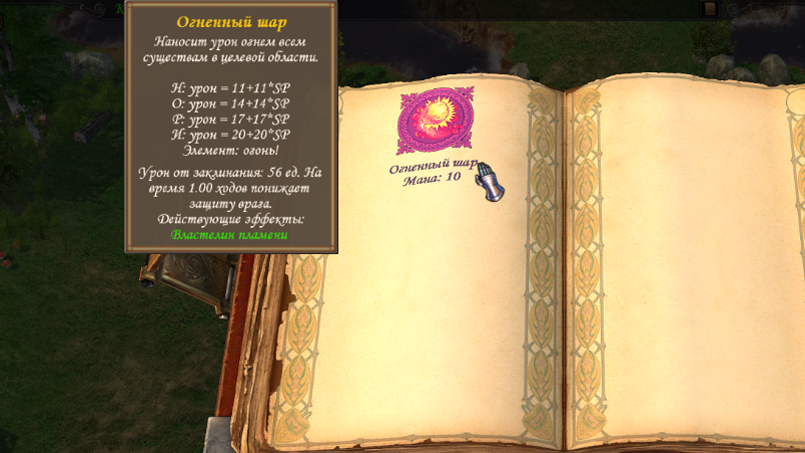 Огненный шар
Наносит урон огнем всем
существам в целевой области.
Н: урон = 11+11*SP
О: урон = 14+14*SP
Р: урон = 17+17*SP
И: урон = 20+20*SP
Элемент: огонь!
Урон от заклинания: 56 ед. На
время 1.00 ходов понижает
защиту врага.
Действующие эффекты:
Властелин пламени
Огненный шар
Мана: 10